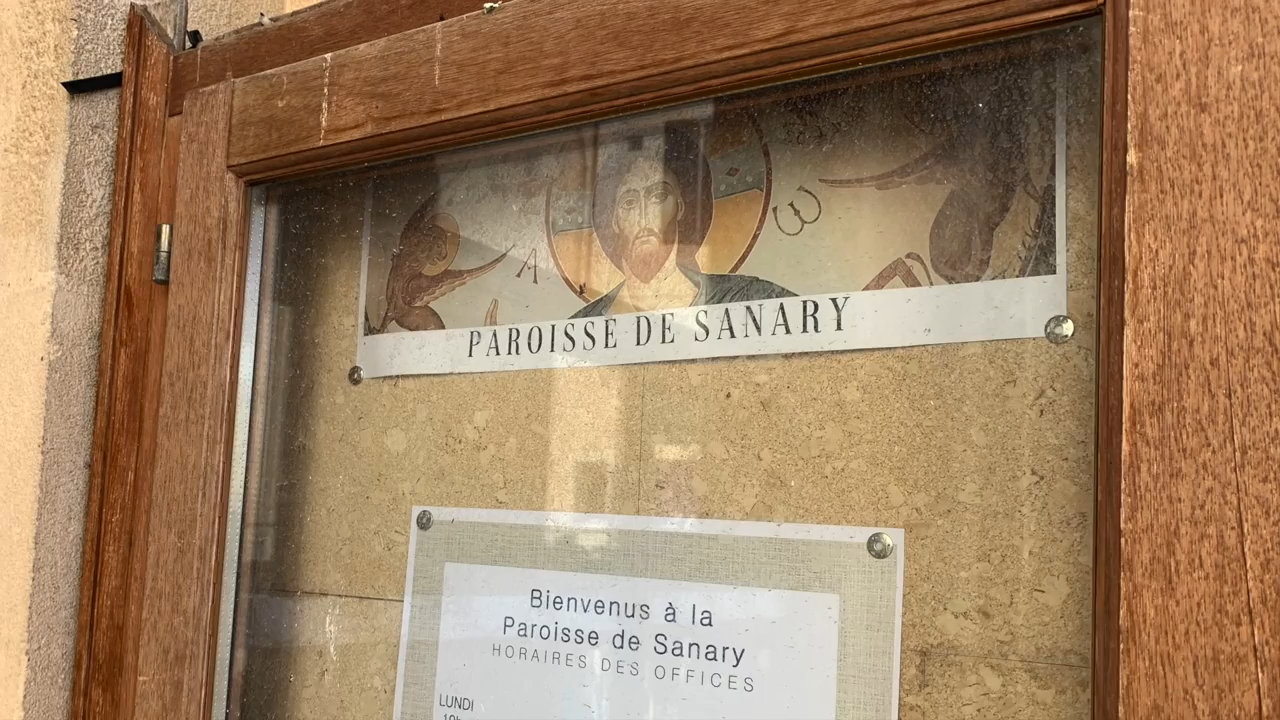 A ω
PAROISSE DE SANARY
Bienvenus à la
Paroisse de Sanary
HORAIRES DES OFFICES
LUNDI